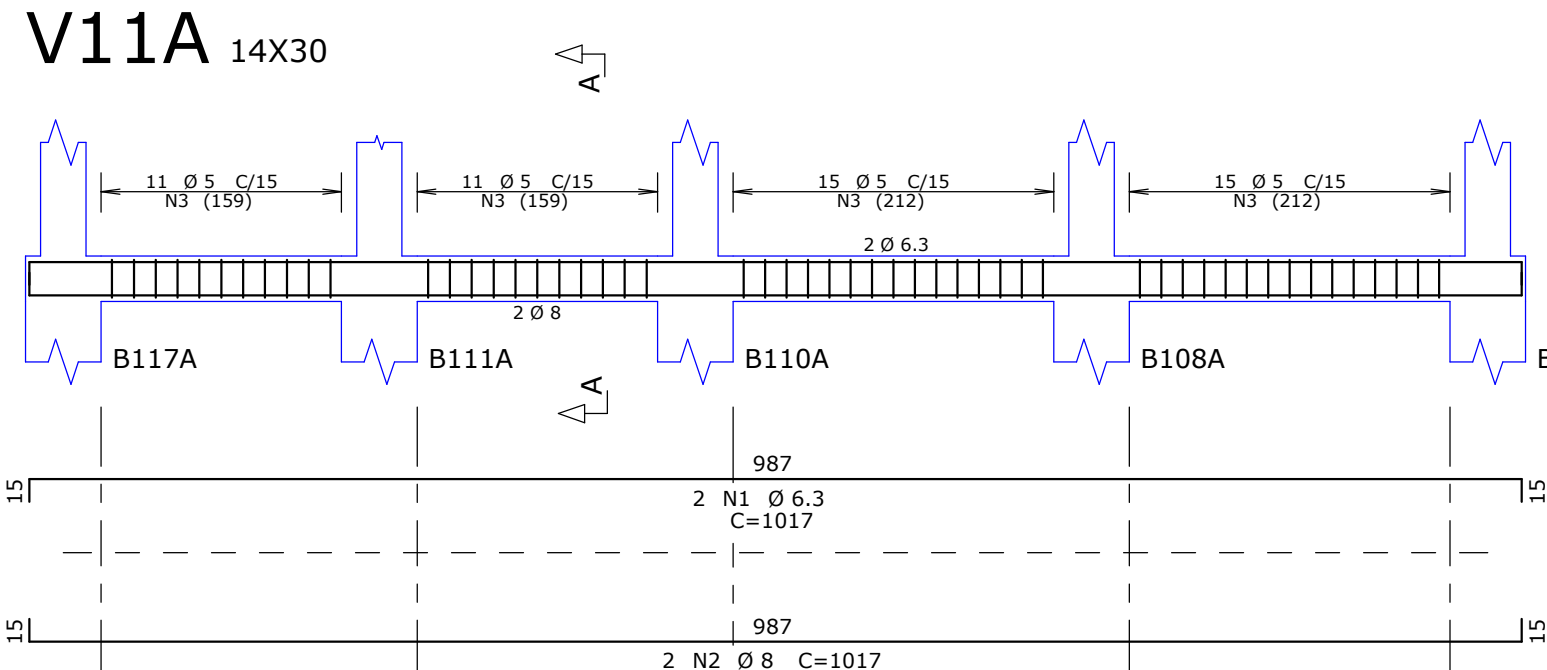 V11A 14X30
A
11 Ø 5 C/15
N3 (159)
11 Ø 5 C/15
N3 (159)
15 Ø 5 C/15
N3 (212)
15 Ø 5 C/15
N3 (212)
2 Ø 6.3
2 Ø 8
B117A
B111A
B110A
B108A
B
A
987
15
15
2 N1 Ø 6.3
C=1017
987
15
15
2 N2 Ø 8 C=1017